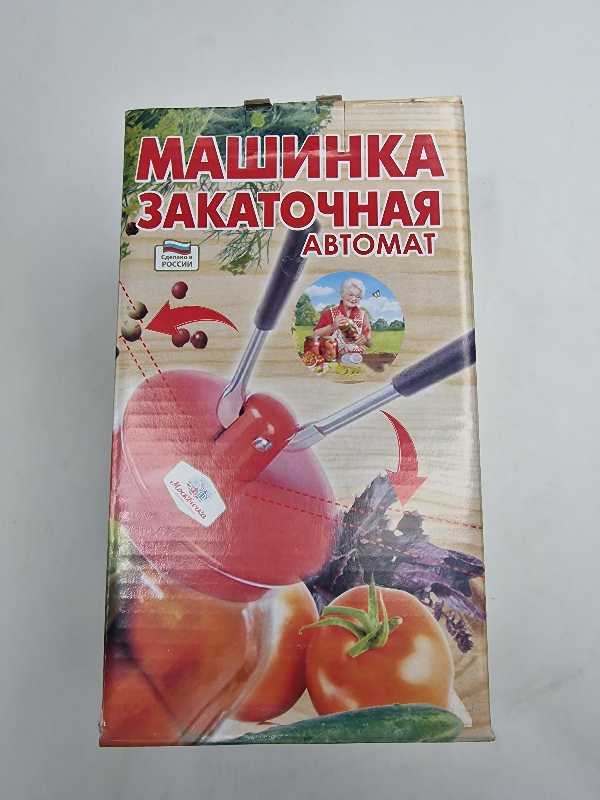 МАШИНКА
ЗАКАТОЧНАЯ
АВТОМАТ
Сделано в
РОССИИ
Москвичка